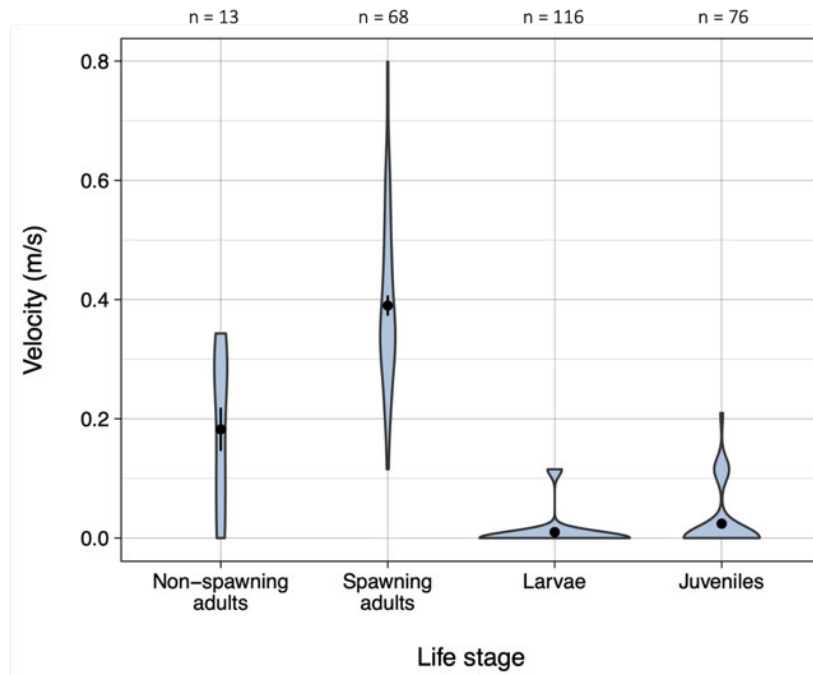 n = 13 n = 68 n = 116 n = 76
0.8
0.6
0.4
0.2
0.0
Velocity (m/s)
Non−spawning adults
Spawning adults
Larvae
Juveniles
Life stage